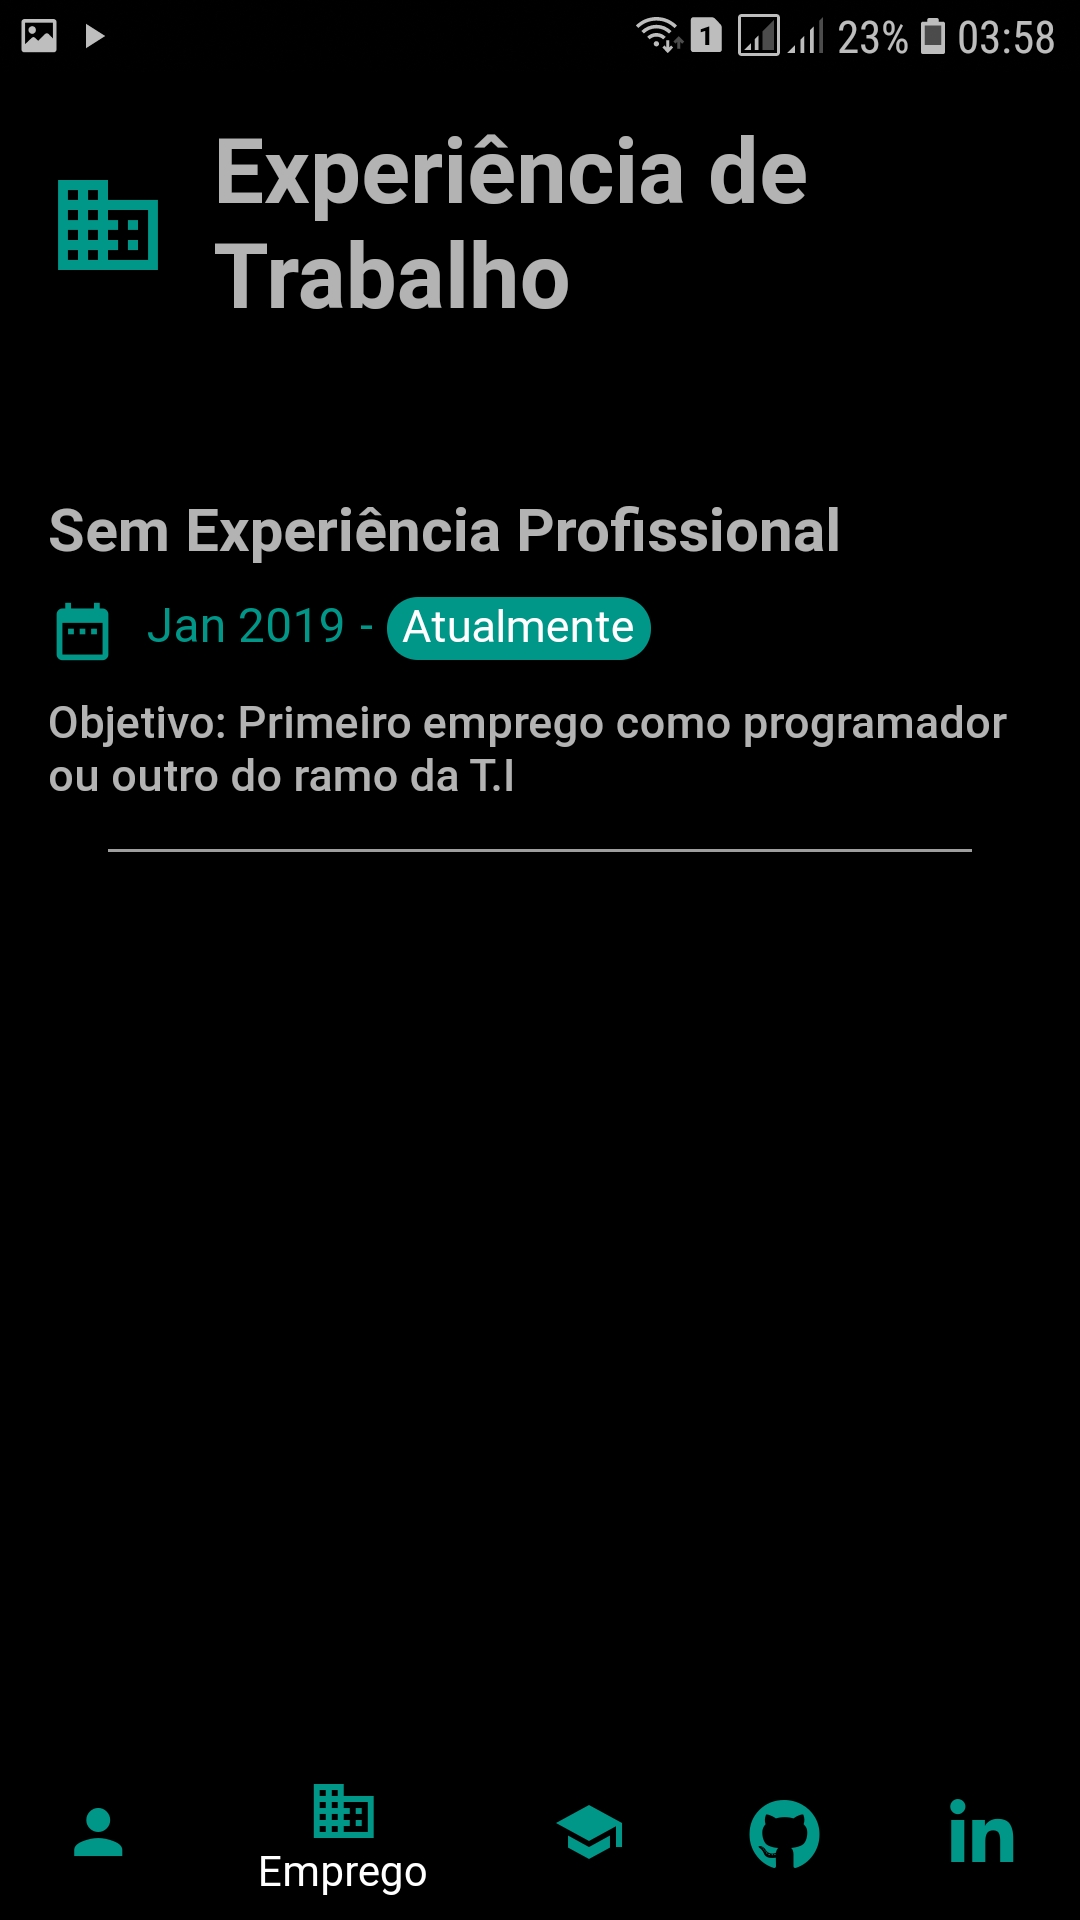 1 23% 03:58
Experiência de
Trabalho
Sem Experiência Profissional
Jan 2019 - Atualmente
Objetivo: Primeiro emprego como programador
ou outro do ramo da T.I
in
Emprego